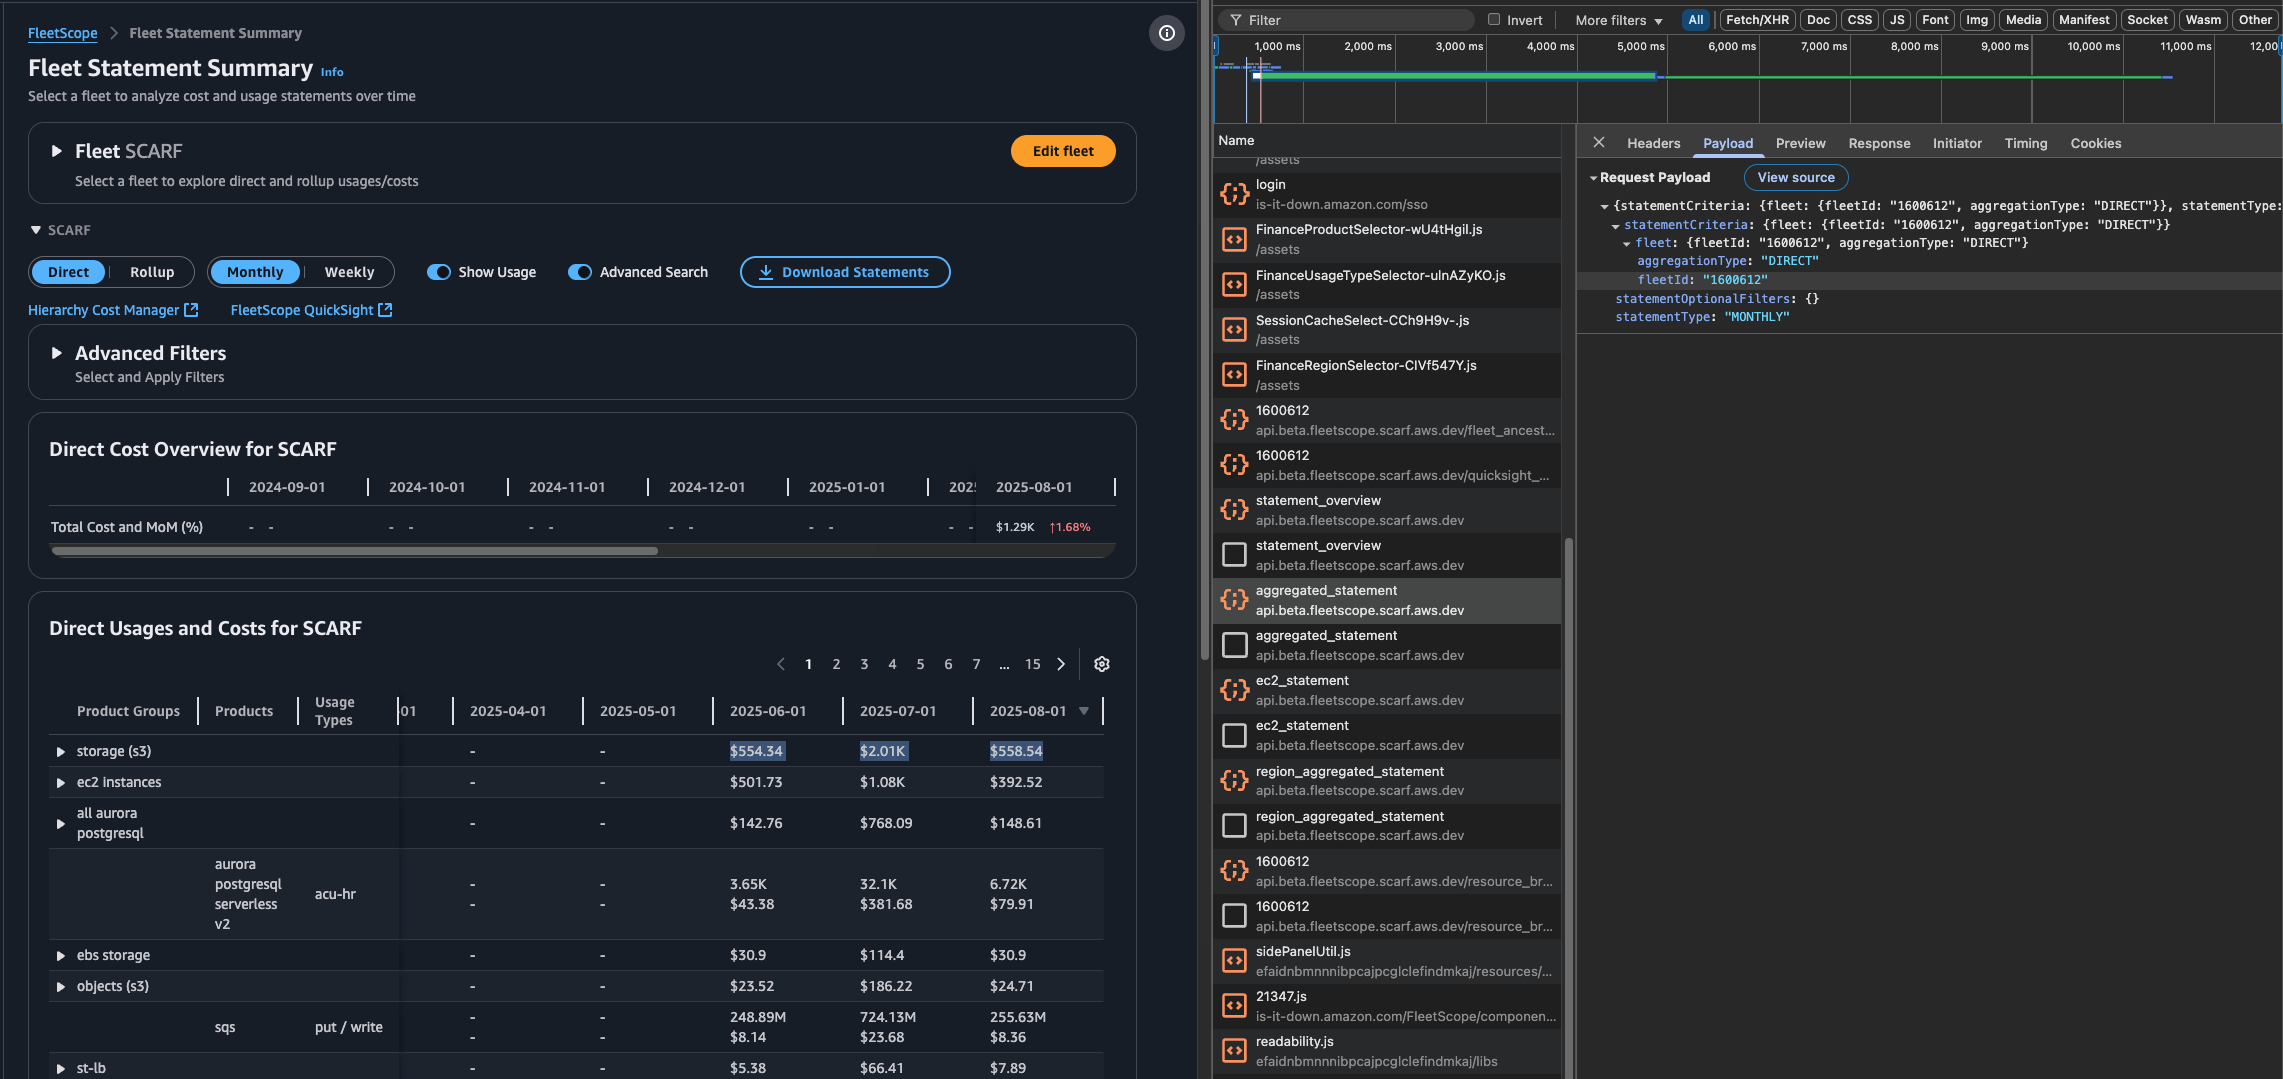 FleetScope > Fleet Statement Summary
Fleet Statement Summary Info
Select a fleet to analyze cost and usage statements over time
Fleet SCARF
Edit fleet
Select a fleet to explore direct and rollup usages/costs
SCARF
Direct Rollup Monthly Weekly Show Usage Advanced Search Download Statements
Hierarchy Cost Manager FleetScope QuickSight
Advanced Filters
Select and Apply Filters
Direct Cost Overview for SCARF
2024-09-01 2024-10-01 2024-11-01 2024-12-01 2025-01-01 202 2025-08-01
Total Cost and MoM (%) - - - - - - - - - - - - $1.29K ↑1.68%
Direct Usages and Costs for SCARF
< 1 2 3 4 5 6 7 ... 15 >
Product Groups Products Usage Types 01 2025-04-01 2025-05-01 2025-06-01 2025-07-01 2025-08-01
storage (s3) - - $554.34 $2.01K $558.54
ec2 instances - - $501.73 $1.08K $392.52
all aurora postgresql - - $142.76 $768.09 $148.61
aurora postgresql serverless v2 acu-hr - - 3.65K 32.1K 6.72K
- - $43.38 $381.68 $79.91
ebs storage - - $30.9 $114.4 $30.9
objects (s3) - - $23.52 $186.22 $24.71
sqs put / write - - 248.89M 724.13M 255.63M
- - $8.14 $23.68 $8.36
st-lb - - $5.38 $66.41 $7.89
Filter Invert More filters All Fetch/XHR Doc CSS JS Font Img Media Manifest Socket Wasm Other
1,000 ms 2,000 ms 3,000 ms 4,000 ms 5,000 ms 6,000 ms 7,000 ms 8,000 ms 9,000 ms 10,000 ms 11,000 ms 12,00
Name
/assets
login
is-it-down.amazon.com/sso
FinanceProductSelector-wU4tHgil.js
/assets
FinanceUsageTypeSelector-ulnAZyKO.js
/assets
SessionCacheSelect-CCh9H9v-.js
/assets
FinanceRegionSelector-CIVf547Y.js
/assets
1600612
api.beta.fleetscope.scarf.aws.dev/fleet_ancest...
1600612
api.beta.fleetscope.scarf.aws.dev/quicksight_...
statement_overview
api.beta.fleetscope.scarf.aws.dev
statement_overview
api.beta.fleetscope.scarf.aws.dev
aggregated_statement
api.beta.fleetscope.scarf.aws.dev
aggregated_statement
api.beta.fleetscope.scarf.aws.dev
ec2_statement
api.beta.fleetscope.scarf.aws.dev
ec2_statement
api.beta.fleetscope.scarf.aws.dev
region_aggregated_statement
api.beta.fleetscope.scarf.aws.dev
region_aggregated_statement
api.beta.fleetscope.scarf.aws.dev
1600612
api.beta.fleetscope.scarf.aws.dev/resource_br...
1600612
api.beta.fleetscope.scarf.aws.dev/resource_br...
sidePanelUtil.js
efaidnbmnnnibpcajpcglclefindmkaj/resources/...
21347.js
is-it-down.amazon.com/FleetScope/componen...
readability.js
efaidnbmnnnibpcajpcglclefindmkaj/libs
Headers Payload Preview Response Initiator Timing Cookies
Request Payload View source
{statementCriteria: {fleet: {fleetId: "1600612", aggregationType: "DIRECT"}}, statementType:
statementCriteria: {fleet: {fleetId: "1600612", aggregationType: "DIRECT"}}
fleet: {fleetId: "1600612", aggregationType: "DIRECT"}
aggregationType: "DIRECT"
fleetId: "1600612"
statementOptionalFilters: {}
statementType: "MONTHLY"